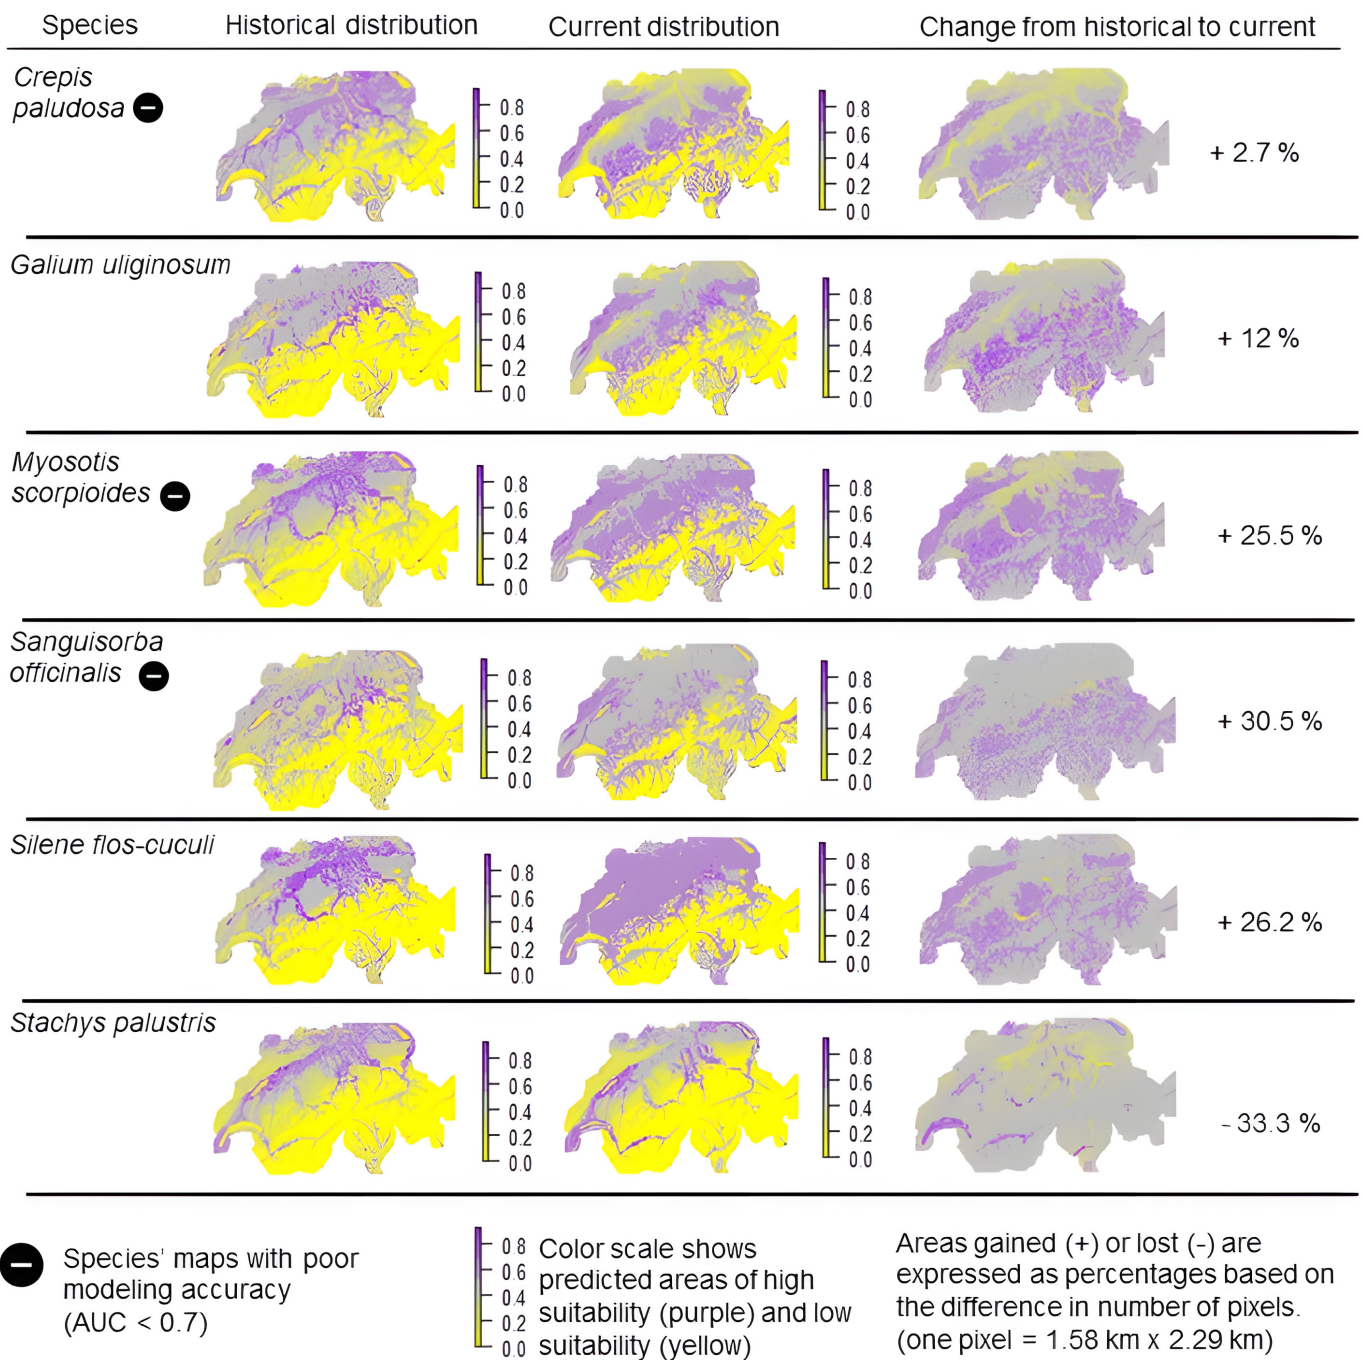 Species Historical distribution Current distribution Change from historical to current
Crepis
paludosa
0.8
0.6
0.4
0.2
0.0
0.8
0.6
0.4
0.2
0.0
+ 2.7 %
Galium uliginosum
0.8
0.6
0.4
0.2
0.0
0.8
0.6
0.4
0.2
0.0
+ 12 %
Myosotis
scorpioides
0.8
0.6
0.4
0.2
0.0
0.8
0.6
0.4
0.2
0.0
+ 25.5 %
Sanguisorba
officinalis
0.8
0.6
0.4
0.2
0.0
0.8
0.6
0.4
0.2
0.0
+ 30.5 %
Silene flos-cuculi
0.8
0.6
0.4
0.2
0.0
0.8
0.6
0.4
0.2
0.0
+ 26.2 %
Stachys palustris
0.8
0.6
0.4
0.2
0.0
0.8
0.6
0.4
0.2
0.0
- 33.3 %
Species' maps with poor
modeling accuracy
(AUC < 0.7)
0.8
0.6
0.4
0.2
0.0
Color scale shows
predicted areas of high
suitability (purple) and low
suitability (yellow)
Areas gained (+) or lost (-) are
expressed as percentages based on
the difference in number of pixels.
(one pixel = 1.58 km x 2.29 km)